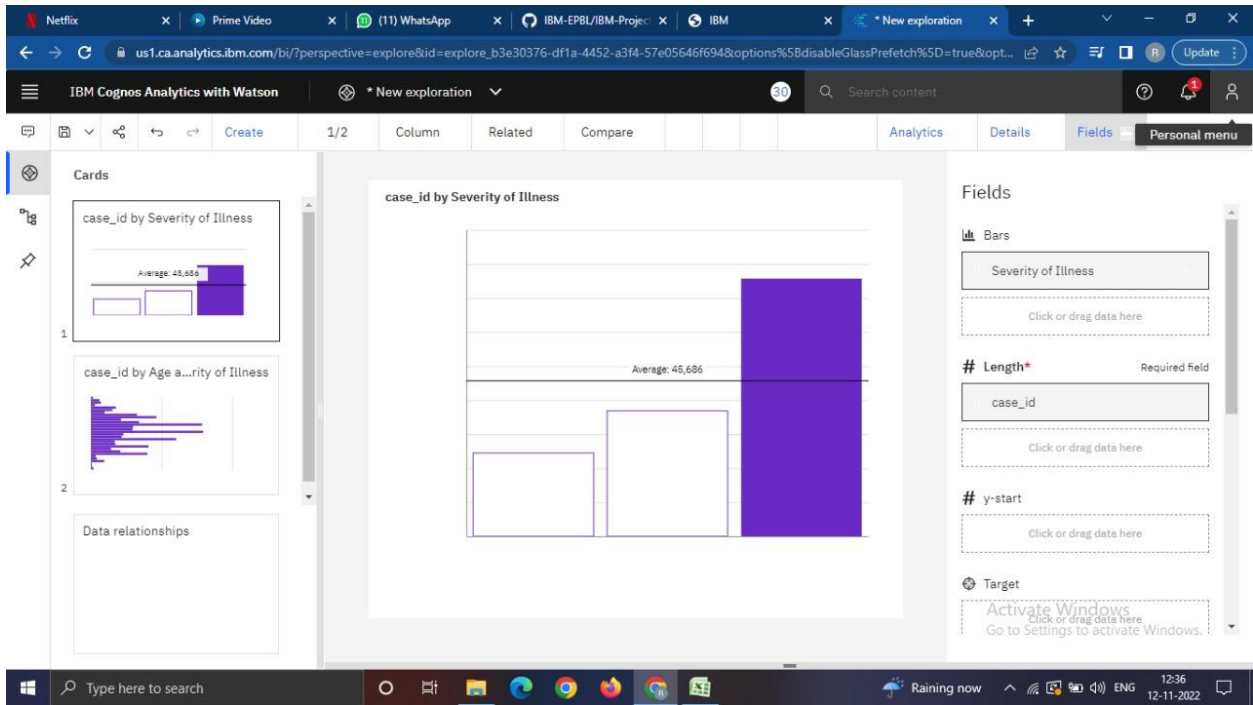 Netflix
Prime Video
(11) WhatsApp
IBM-EPBL/IBM-Project
IBM
* New exploration
us1.ca.analytics.ibm.com/bi/?perspective=explore&id=explore_b3e30376-df1a-4452-a3f4-57e05646f694&options%5BdisableGlassPrefetch%5D=true&opt...
R
Update
IBM Cognos Analytics with Watson
* New exploration
30
Search content
1
Create
1/2
Column
Related
Compare
Analytics
Details
Fields
Personal menu
Cards
case_id by Severity of Illness
Average: 45,686
1
case_id by Age a...rity of Illness
2
Data relationships
case_id by Severity of Illness
Average: 45,686
Fields
Bars
Severity of Illness
Click or drag data here
# Length* Required field
case_id
Click or drag data here
# y-start
Click or drag data here
Target
Click or drag data here
Activate Windows
Go to Settings to activate Windows.
Type here to search
Raining now
ENG
12:36
12-11-2022